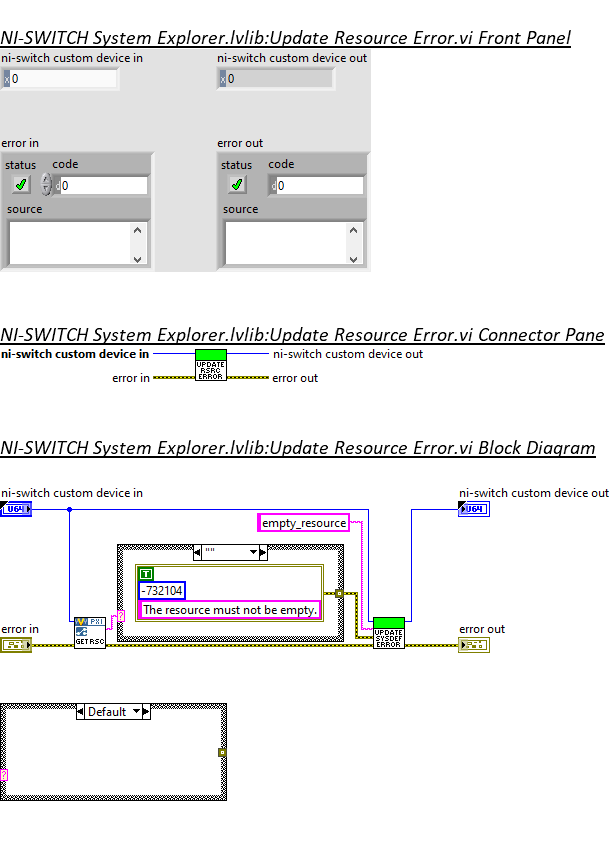 NI-SWITCH System Explorer.lvlib:Update Resource Error.vi Front Panel
ni-switch custom device in
ni-switch custom device out
x 0
x 0
error in
error out
status code
status code
d 0
d 0
source
source
NI-SWITCH System Explorer.lvlib:Update Resource Error.vi Connector Pane
ni-switch custom device in
ni-switch custom device out
UPDATE
RSRC
ERROR
error in
error out
NI-SWITCH System Explorer.lvlib:Update Resource Error.vi Block Diagram
ni-switch custom device in
ni-switch custom device out
U64
U64
empty_resource
""
T
-732104
The resource must not be empty.
?
PXI
GET RSC
error in
UPDATE
SYSDEF
ERROR
error out
Default
?